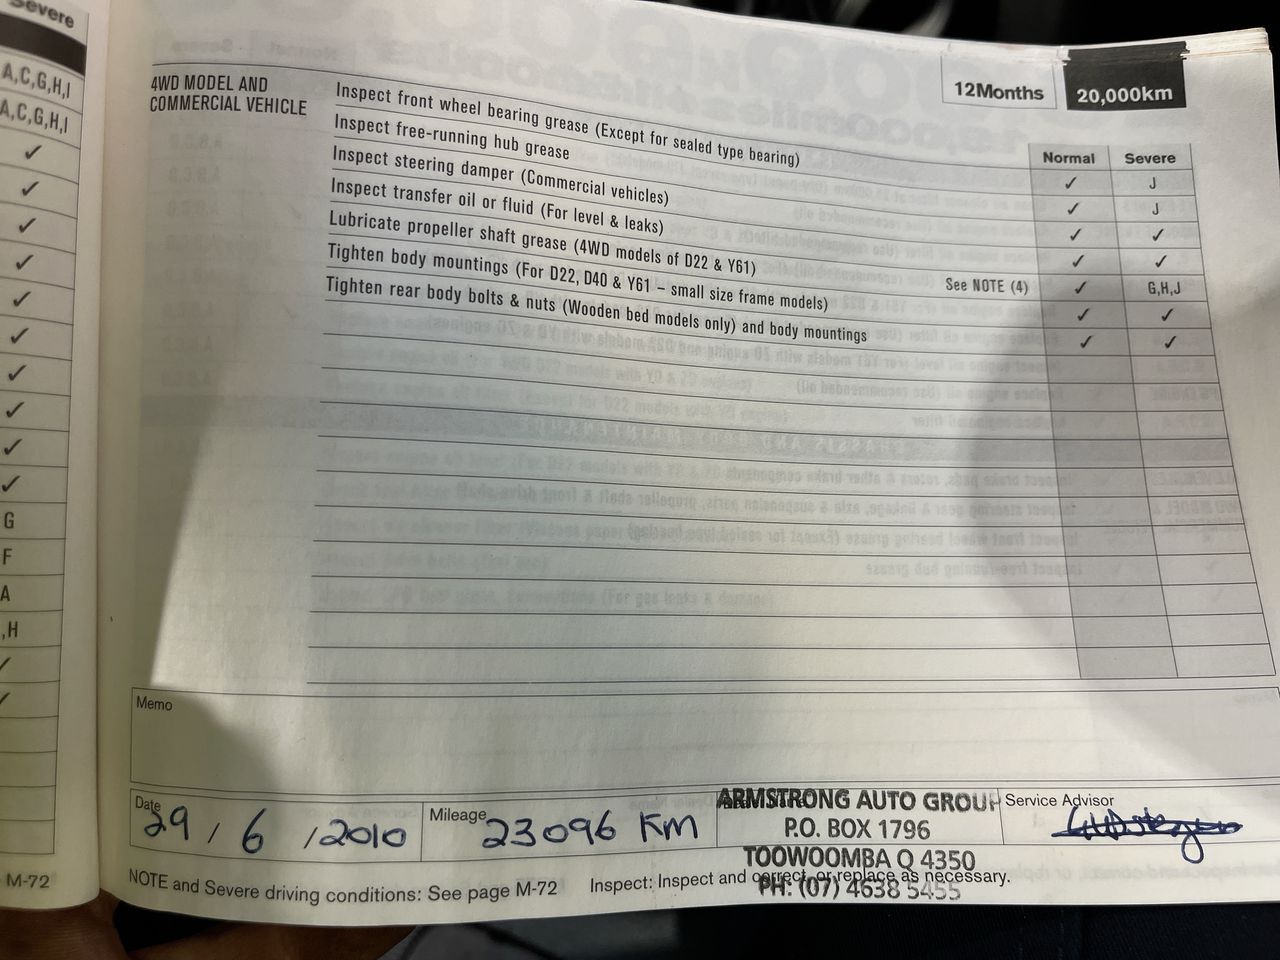 Severe
A,C,G,H,I
A,C,G,H,I
✓
✓
✓
✓
✓
✓
✓
✓
✓
✓
G
F
A
,H
✓
✓
M-72
12Months 20,000km
Normal Severe
4WD MODEL AND
COMMERCIAL VEHICLE
Inspect front wheel bearing grease (Except for sealed type bearing) ✓ J
Inspect free-running hub grease ✓ J
Inspect steering damper (Commercial vehicles) ✓ ✓
Inspect transfer oil or fluid (For level & leaks) ✓ ✓
Lubricate propeller shaft grease (4WD models of D22 & Y61) See NOTE (4) ✓ G,H,J
Tighten body mountings (For D22, D40 & Y61 – small size frame models) ✓ ✓
Tighten rear body bolts & nuts (Wooden bed models only) and body mountings ✓ ✓
Memo
Date 29 / 6 / 2010
Mileage 23096 KM
ARMSTRONG AUTO GROUP
P.O. BOX 1796
TOOWOOMBA Q 4350
PH: (07) 4638 5455
Service Advisor
NOTE and Severe driving conditions: See page M-72 Inspect: Inspect and correct or replace as necessary.